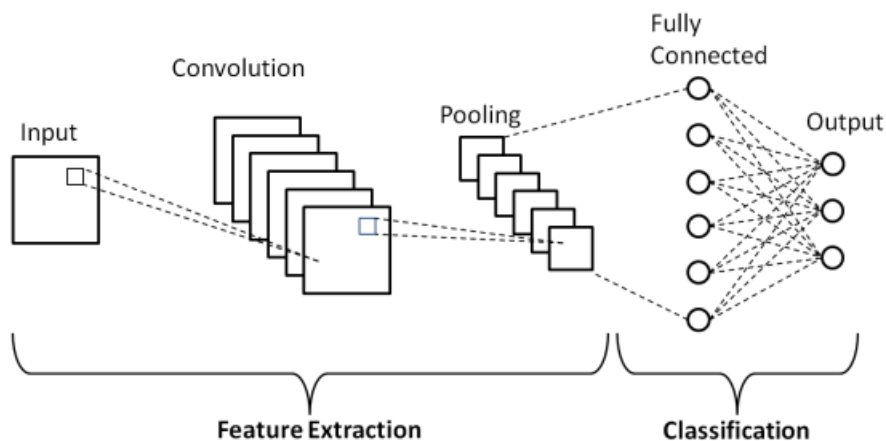 Fully
Connected
Convolution
Pooling
Input
Output
Feature Extraction
Classification